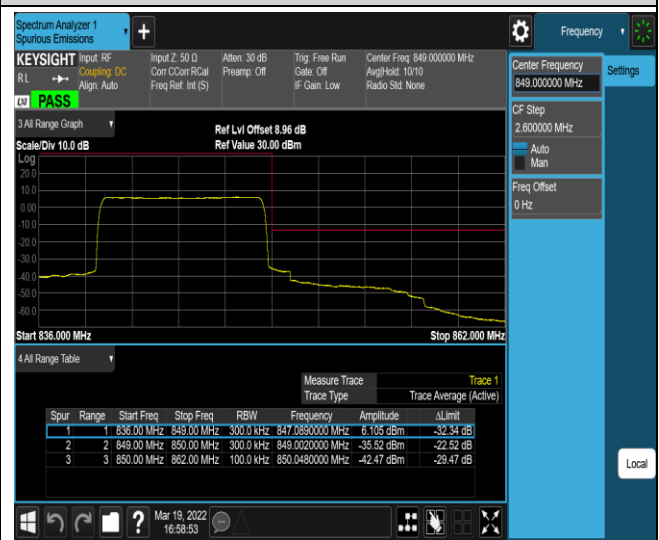 Spectrum Analyzer 1
Spurious Emissions
+
Frequency
KEYSIGHT Input: RF Input Z: 50 Ω Atten: 30 dB Trig: Free Run Center Freq: 849.000000 MHz
RL Coupling: DC Corr CCorr RCal Preamp: Off Gate: Off Avg|Hold: 10/10
Align: Auto Freq Ref: Int (S) IF Gain: Low Radio Std: None
PASS
Center Frequency
849.000000 MHz
Settings
CF Step
2.600000 MHz
Auto
Man
Freq Offset
0 Hz
3 All Range Graph
Ref Lvl Offset 8.96 dB
Scale/Div 10.0 dB Ref Value 30.00 dBm
Log
20.0
10.0
0.00
-10.0
-20.0
-30.0
-40.0
-50.0
-60.0
Start 836.000 MHz Stop 862.000 MHz
4 All Range Table
Measure Trace Trace 1
Trace Type Trace Average (Active)
Spur Range Start Freq Stop Freq RBW Frequency Amplitude ΔLimit
1 1 836.00 MHz 849.00 MHz 300.0 kHz 847.0890000 MHz 6.105 dBm -32.34 dB
2 2 849.00 MHz 850.00 MHz 300.0 kHz 849.0020000 MHz -35.52 dBm -22.52 dB
3 3 850.00 MHz 862.00 MHz 100.0 kHz 850.0480000 MHz -42.47 dBm -29.47 dB
Local
?
Mar 19, 2022
16:58:53